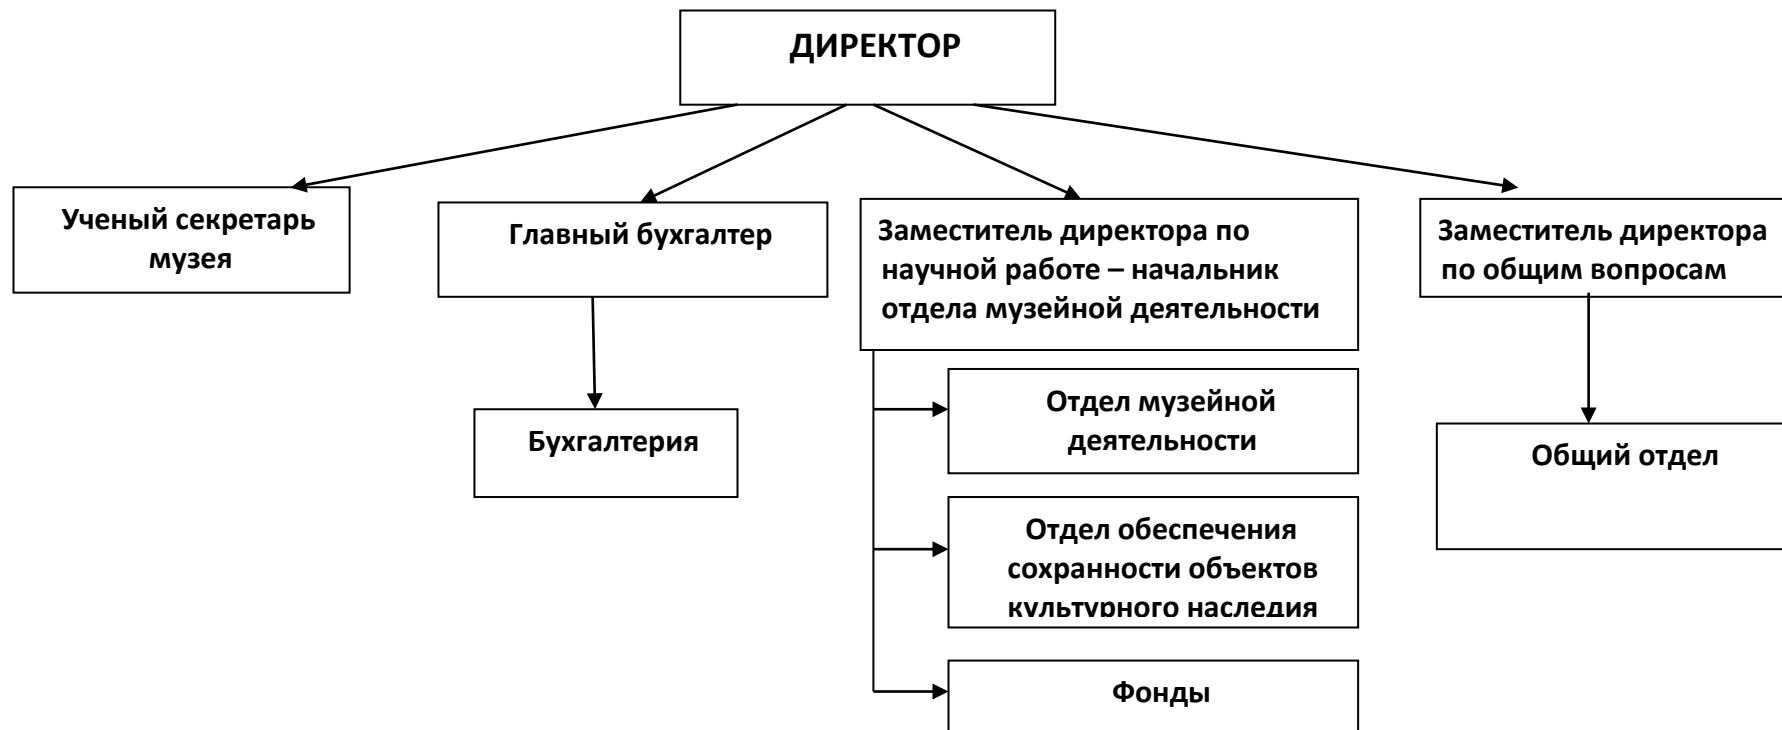 ДИРЕКТОР
Ученый секретарь
музея
Главный бухгалтер
Заместитель директора по
научной работе – начальник
отдела музейной деятельности
Заместитель директора
по общим вопросам
Бухгалтерия
Отдел музейной
деятельности
Общий отдел
Отдел обеспечения
сохранности объектов
культурного наследия
Фонды